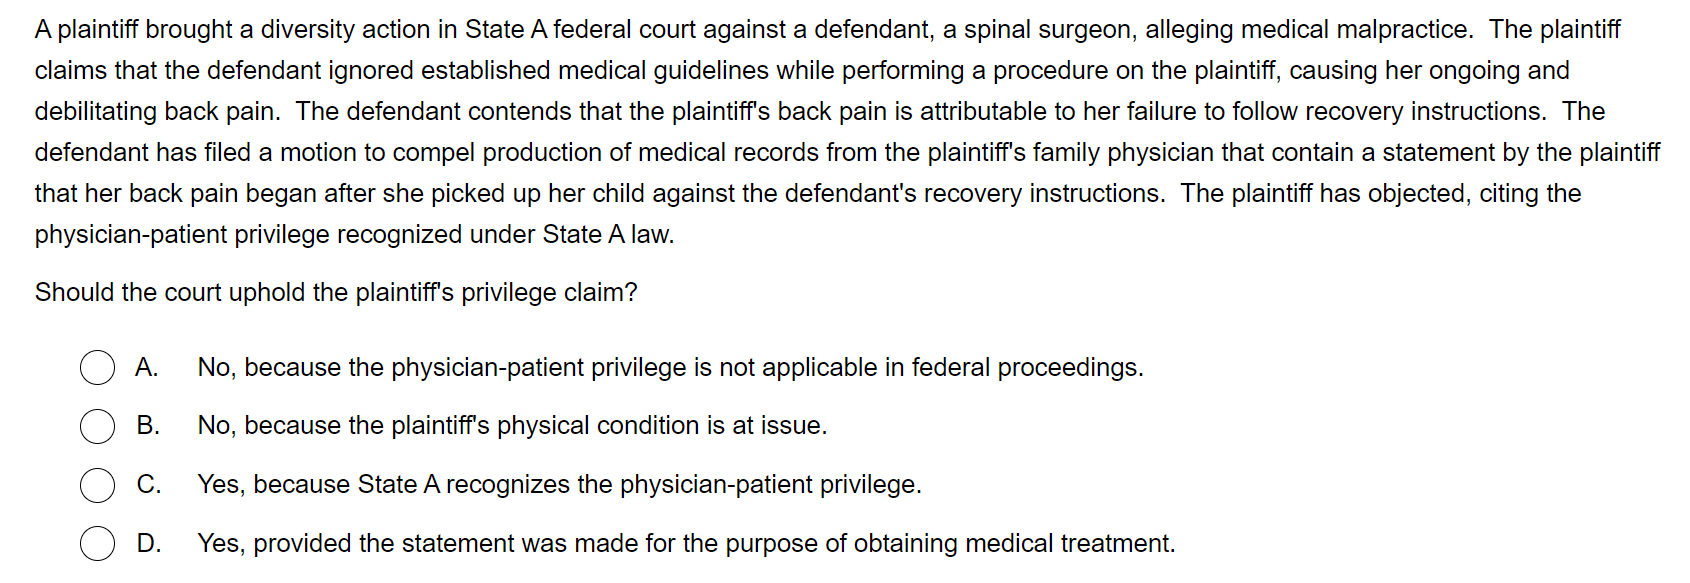 A plaintiff brought a diversity action in State A federal court against a defendant, a spinal surgeon, alleging medical malpractice.  The plaintiff
claims that the defendant ignored established medical guidelines while performing a procedure on the plaintiff, causing her ongoing and
debilitating back pain.  The defendant contends that the plaintiff's back pain is attributable to her failure to follow recovery instructions.  The
defendant has filed a motion to compel production of medical records from the plaintiff's family physician that contain a statement by the plaintiff
that her back pain began after she picked up her child against the defendant's recovery instructions.  The plaintiff has objected, citing the
physician-patient privilege recognized under State A law.
Should the court uphold the plaintiff's privilege claim?
A. No, because the physician-patient privilege is not applicable in federal proceedings.
B. No, because the plaintiff's physical condition is at issue.
C. Yes, because State A recognizes the physician-patient privilege.
D. Yes, provided the statement was made for the purpose of obtaining medical treatment.